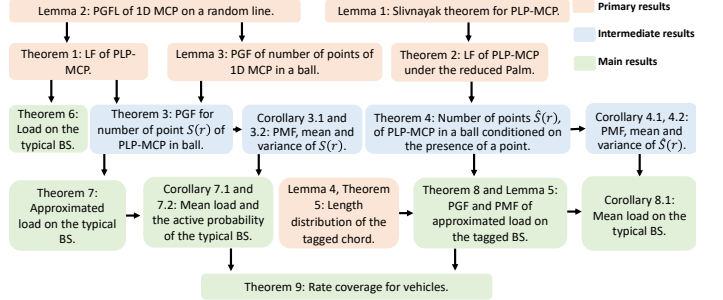 Lemma 2: PGFL of 1D MCP on a random line.
Lemma 1: Slivnayak theorem for PLP-MCP.
Primary results
Intermediate results
Main results
Theorem 1: LF of PLP-
MCP.
Lemma 3: PGF of number of points of
1D MCP in a ball.
Theorem 2: LF of PLP-MCP
under the reduced Palm.
Theorem 6:
Load on the
typical BS.
Theorem 3: PGF for
number of point S(r) of
PLP-MCP in ball.
Corollary 3.1 and
3.2: PMF, mean and
variance of S(r).
Theorem 4: Number of points Ŝ(r),
of PLP-MCP in a ball conditioned on
the presence of a point.
Corollary 4.1, 4.2:
PMF, mean and
variance of Ŝ(r).
Theorem 7:
Approximated
load on the typical
BS.
Corollary 7.1 and
7.2: Mean load and
the active probability
of the typical BS.
Lemma 4, Theorem
5: Length
distribution of the
tagged chord.
Theorem 8 and Lemma 5:
PGF and PMF of
approximated load on
the tagged BS.
Corollary 8.1:
Mean load on the
typical BS.
Theorem 9: Rate coverage for vehicles.